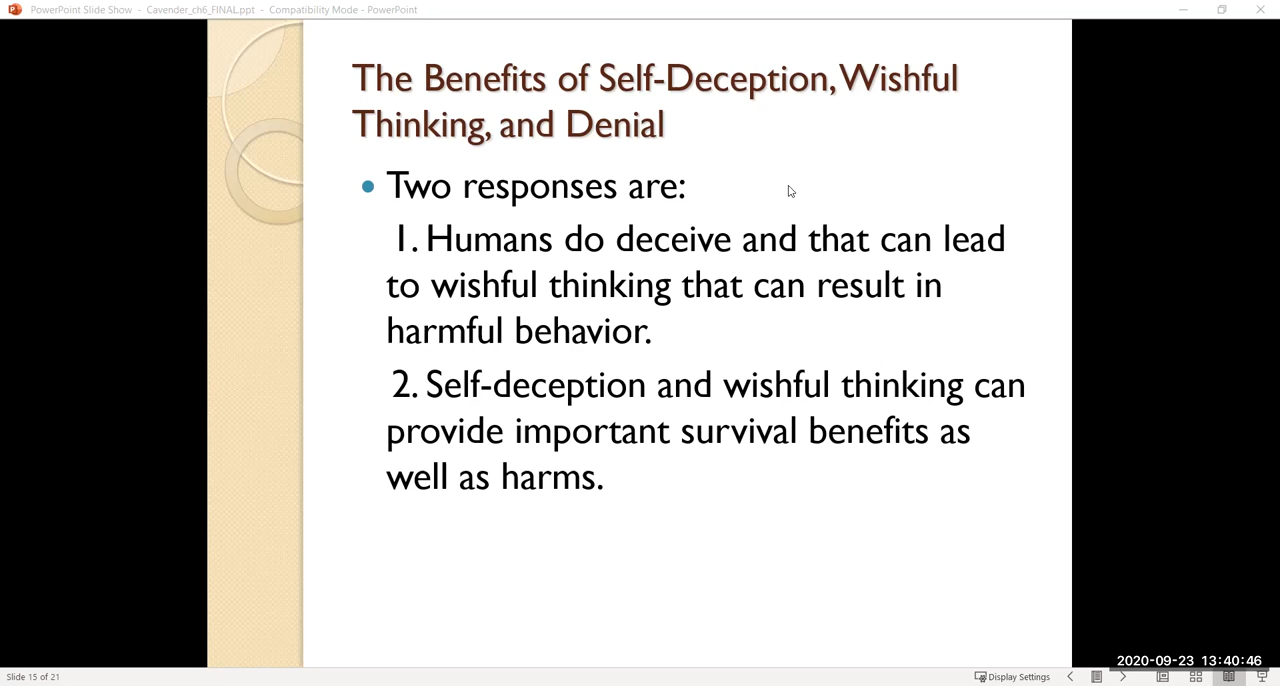 PowerPoint Slide Show - Cavender_ch6_FINAL.ppt - Compatibility Mode - PowerPoint
The Benefits of Self-Deception, Wishful
Thinking, and Denial
Two responses are:
1. Humans do deceive and that can lead
to wishful thinking that can result in
harmful behavior.
2. Self-deception and wishful thinking can
provide important survival benefits as
well as harms.
2020-09-23 13:40:46
Slide 15 of 21
Display Settings